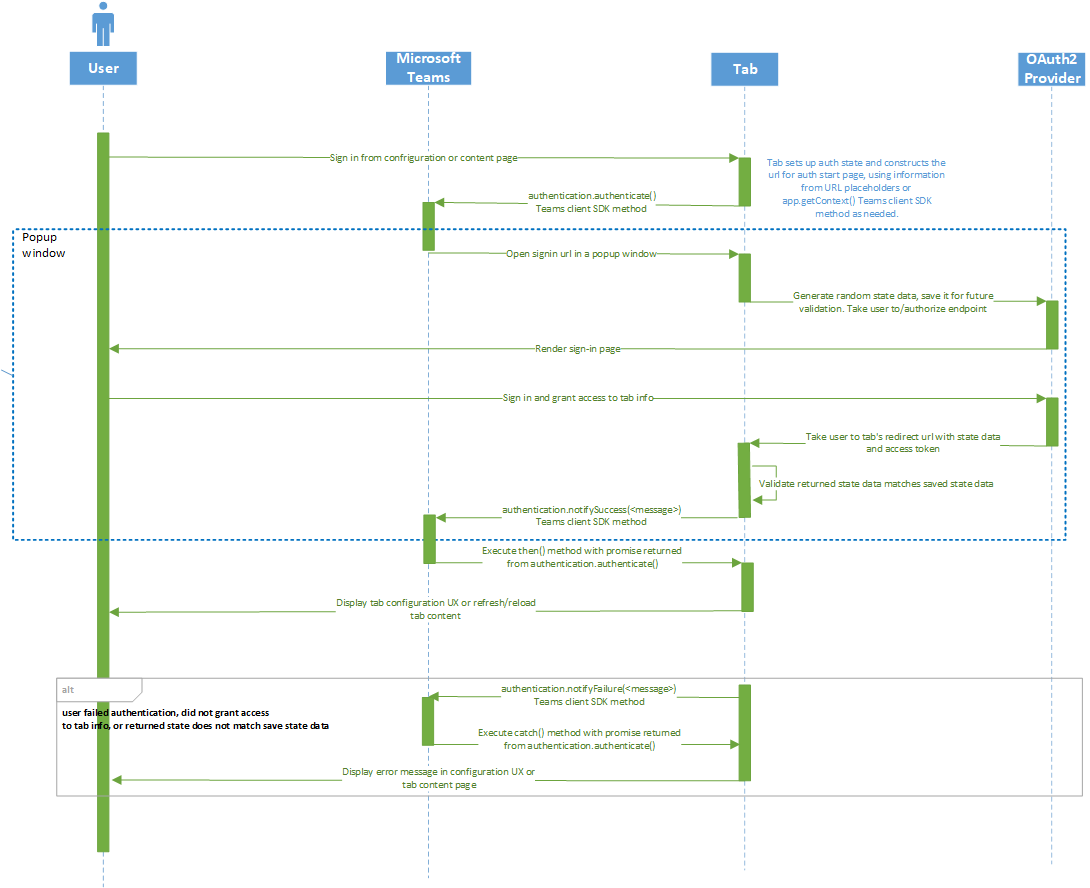 User
Microsoft
Teams
Tab
OAuth2
Provider
Sign in from confriguration or content page
Tab sets up auth state and constructs the
url for auth start page, using information
from URL placeholders or
app.getContext() Teams client SDK
method as needed.
authentication.authenticate()
Teams client SDK method
Popup
window
Open signin url in a popup window
Generate random state data, save it for future
validation. Take user to/authorize endpoint
Render sign-in page
Sign in and grant access to tab info
Take user to tab's redirect url with state data
and access token
Validate returned state data matches saved state data
authentication.notifySuccess(<message>)
Teams client SDK method
Execute then() method with promise returned
from authentication.authenticate()
Display tab configuration UX or refresh/reload
tab content
alt
user failed authentication, did not grant access
to tab info, or returned state does not match save state data
authentication.notifyFailure(<message>)
Teams client SDK method
Execute catch() method with promise returned
from authentication.authenticate()
Display error message in configuration UX or
tab content page